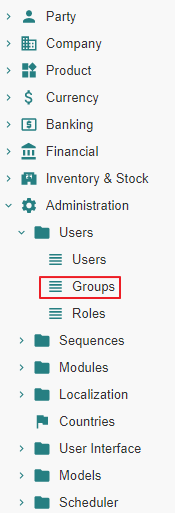 Party
Company
Product
Currency
Banking
Financial
Inventory & Stock
Administration
Users
Users
Groups
Roles
Sequences
Modules
Localization
Countries
User Interface
Models
Scheduler